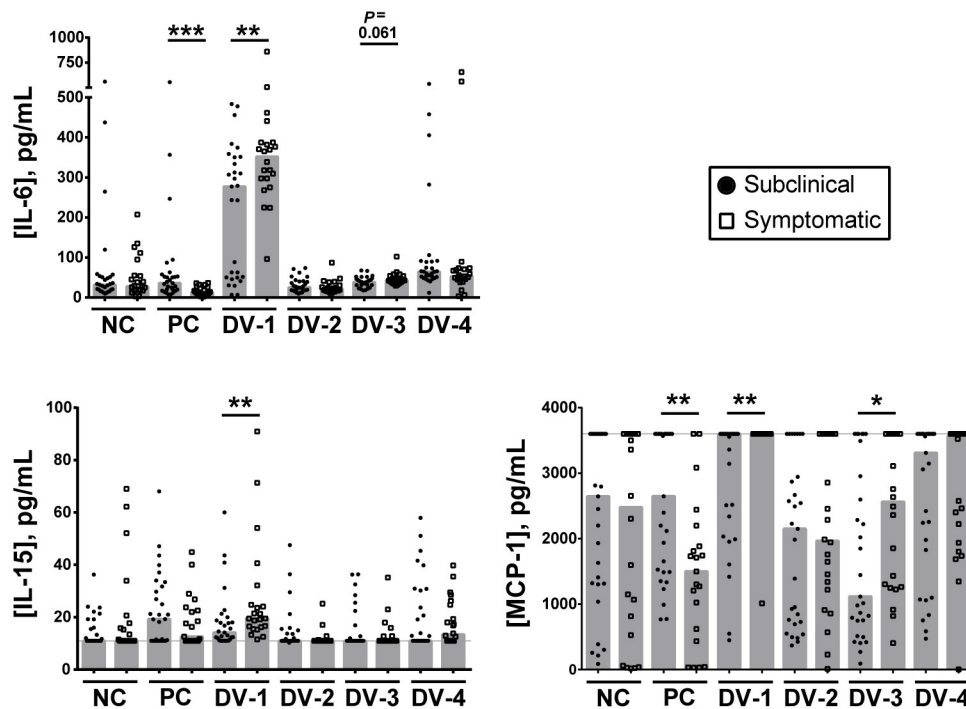 P=
0.061
***
**
1000
750
500
400
300
200
100
0
[IL-6], pg/mL
NC PC DV-1 DV-2 DV-3 DV-4
Subclinical
Symptomatic
**
100
80
60
40
20
0
[IL-15], pg/mL
NC PC DV-1 DV-2 DV-3 DV-4
** ** *
4000
3000
2000
1000
0
[MCP-1], pg/mL
NC PC DV-1 DV-2 DV-3 DV-4